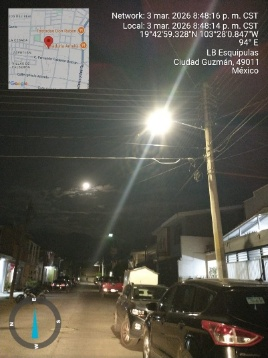 Network: 3 mar. 2026 8:48:16 p. m. CST
Local: 3 mar. 2026 8:48:14 p. m. CST
19°42'59.328"N 103°28'0.847"W
94° E
LB Esquipulas
Ciudad Guzmán, 49011
México
Google